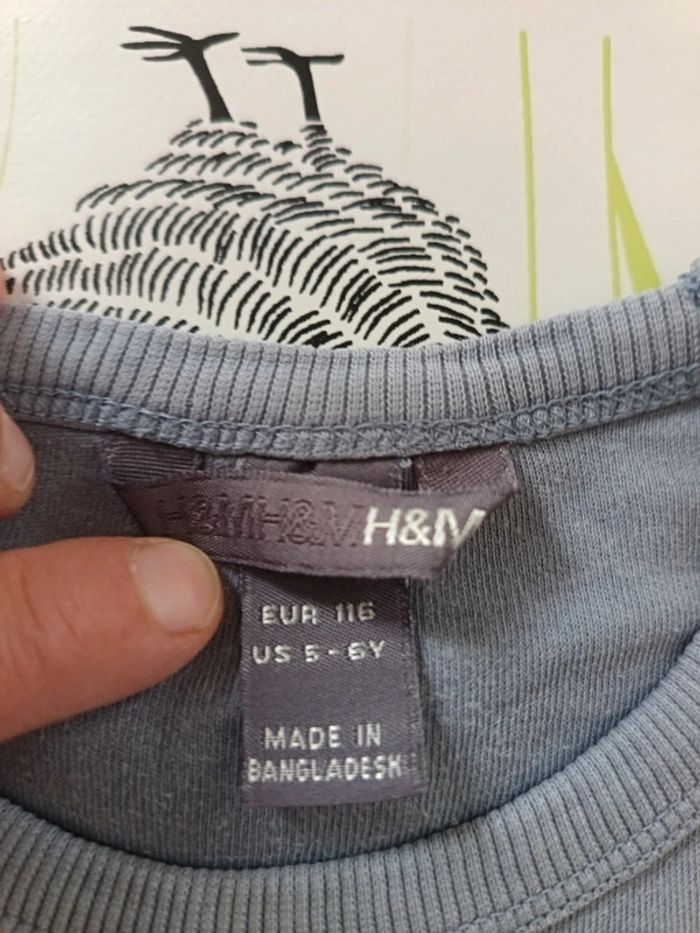 H&M H&M H&M
EUR 116
US 5-6Y
MADE IN
BANGLADESH